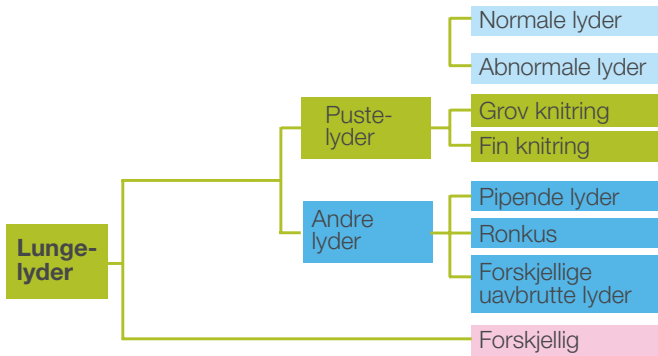 Normale lyder
Abnormale lyder
Puste-
lyder
Grov knitring
Fin knitring
Andre
lyder
Pipende lyder
Ronkus
Forskjellige
uavbrutte lyder
Lunge-
lyder
Forskjellig